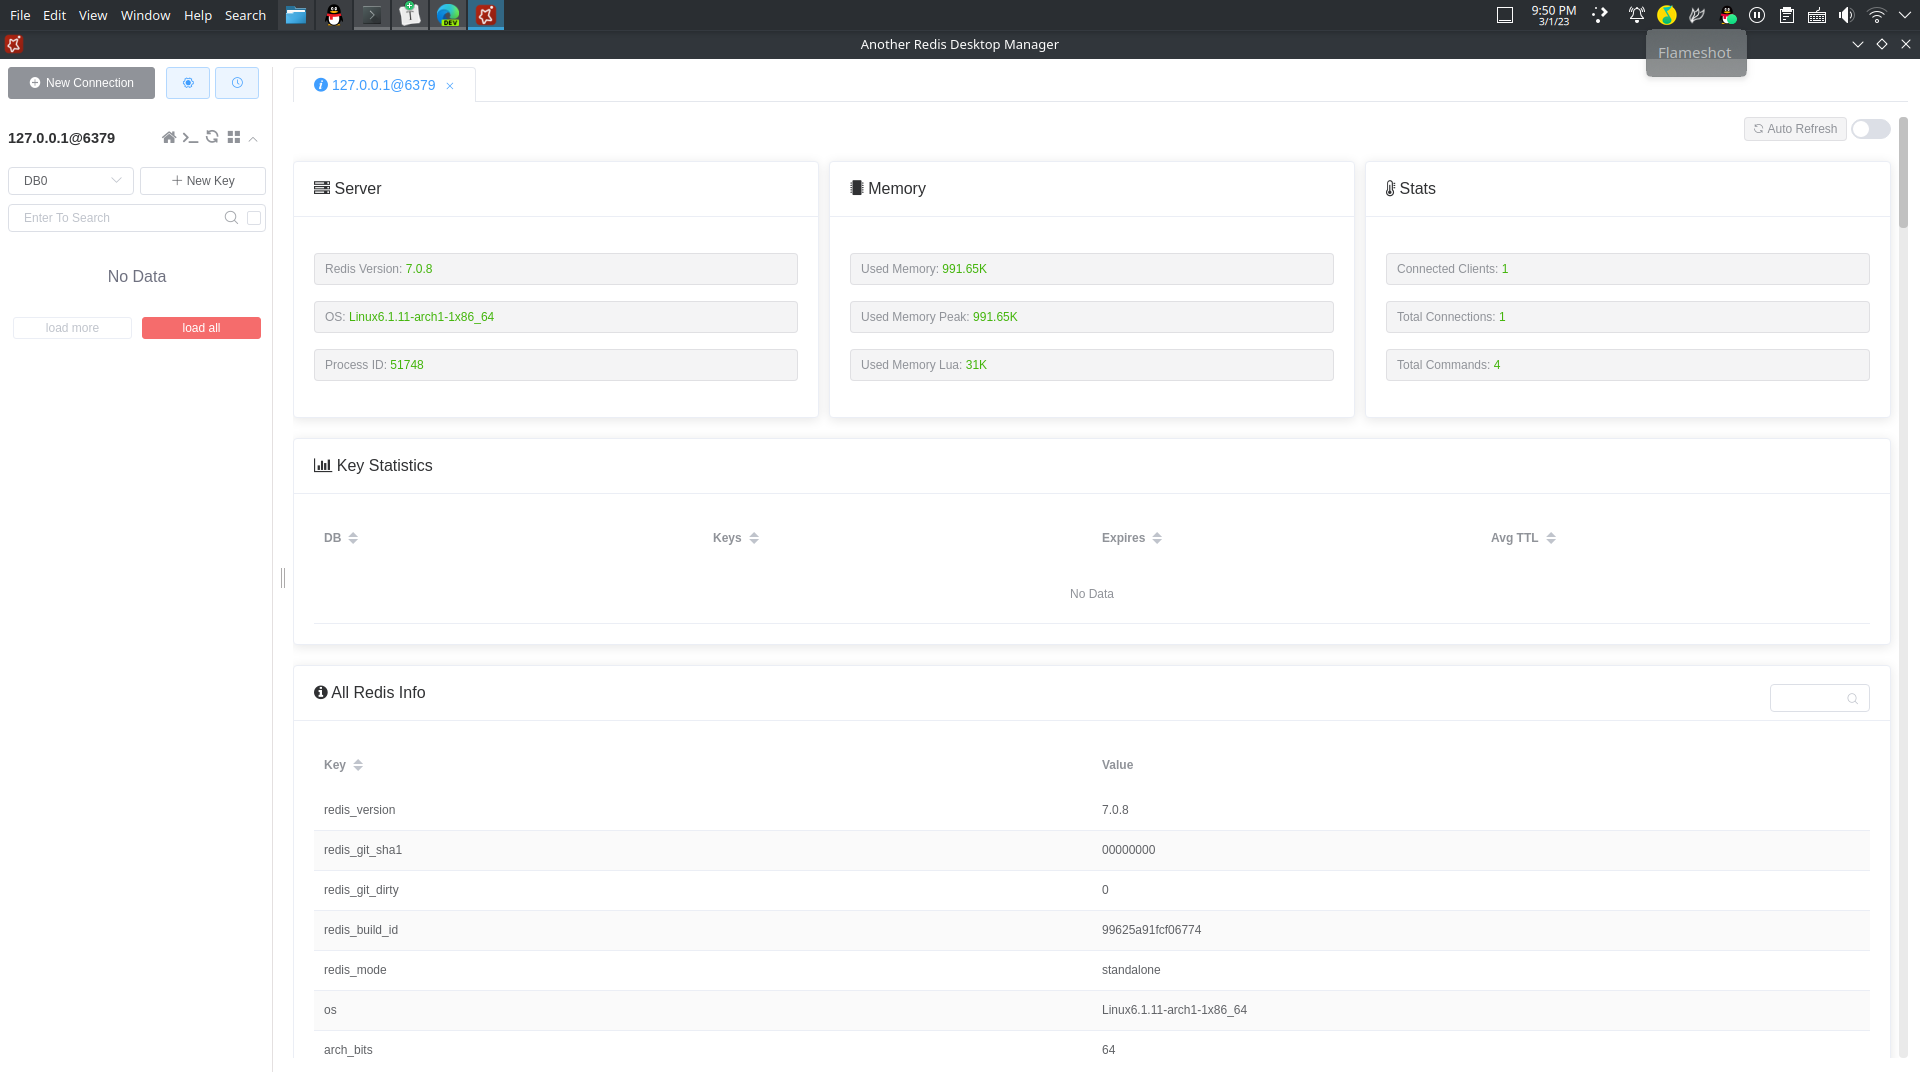 File Edit View Window Help Search
9:50 PM
3/1/23
Another Redis Desktop Manager
Flameshot
New Connection
127.0.0.1@6379
Auto Refresh
127.0.0.1@6379
DB0
New Key
Enter To Search
No Data
load more
load all
Server
Redis Version: 7.0.8
OS: Linux6.1.11-arch1-1x86_64
Process ID: 51748
Memory
Used Memory: 991.65K
Used Memory Peak: 991.65K
Used Memory Lua: 31K
Stats
Connected Clients: 1
Total Connections: 1
Total Commands: 4
Key Statistics
DB Keys Expires Avg TTL
No Data
All Redis Info
Key Value
redis_version 7.0.8
redis_git_sha1 00000000
redis_git_dirty 0
redis_build_id 99625a91fcf06774
redis_mode standalone
os Linux6.1.11-arch1-1x86_64
arch_bits 64